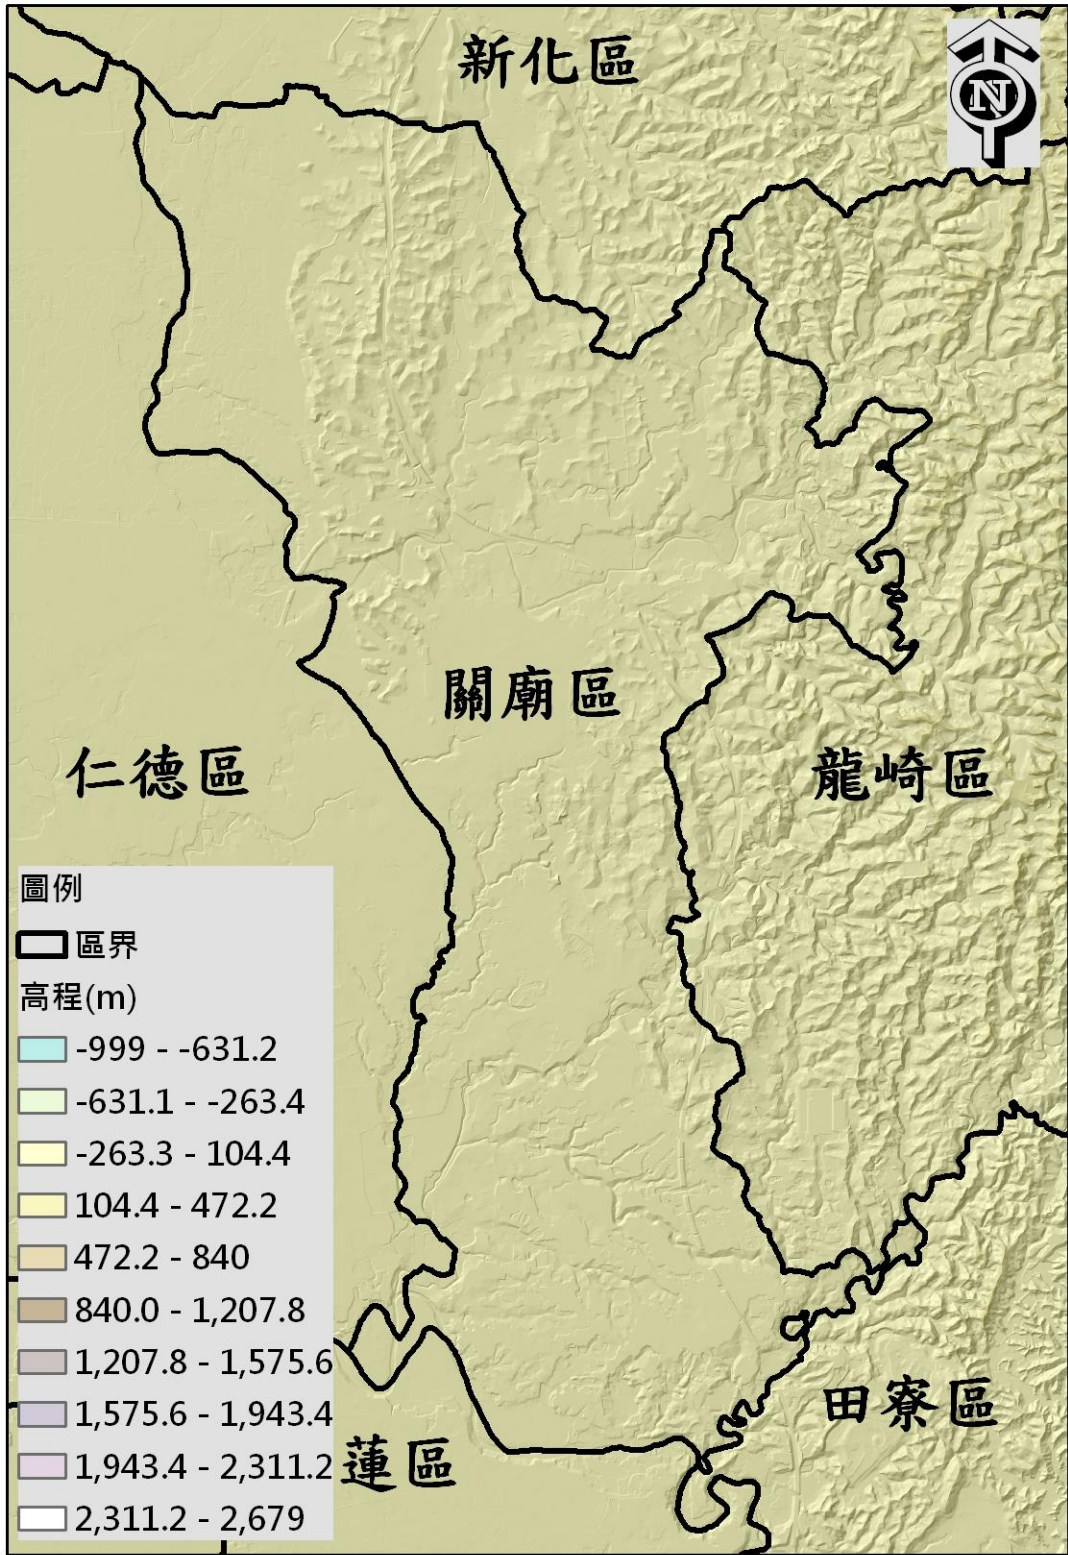 新化區
N
關廟區
仁德區
龍崎區
圖例
區界
高程(m)
-999 - -631.2
-631.1 - -263.4
-263.3 - 104.4
104.4 - 472.2
472.2 - 840
840.0 - 1,207.8
1,207.8 - 1,575.6
1,575.6 - 1,943.4
1,943.4 - 2,311.2
2,311.2 - 2,679
田寮區
蓮區